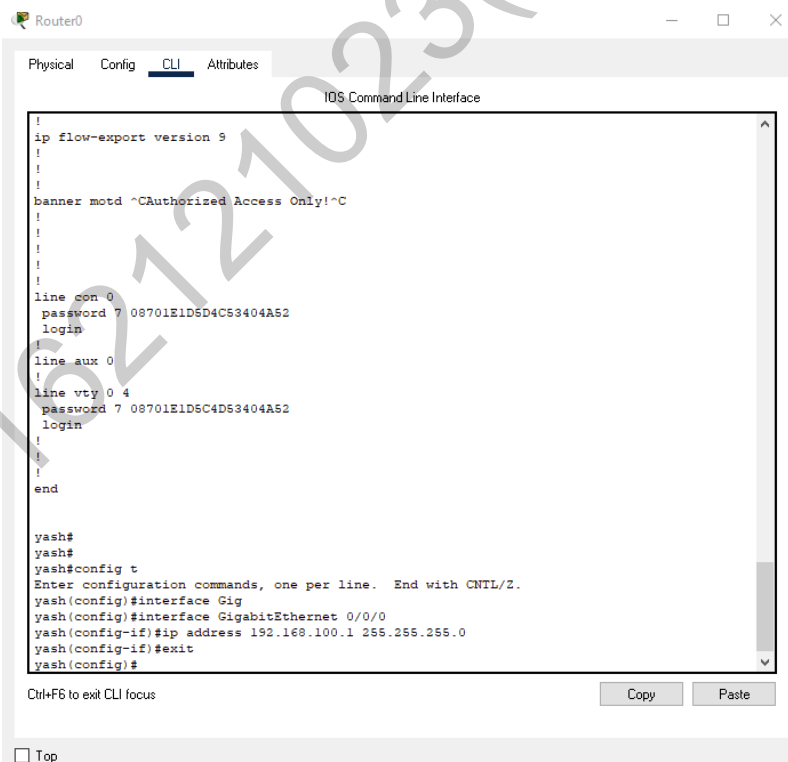 Router0
Physical Config CLI Attributes
IOS Command Line Interface
!
ip flow-export version 9
!
!
!
banner motd ^CAuthorized Access Only!^C
!
!
!
!
!
line con 0
password 7 08701E1D5D4C53404A52
login
!
line aux 0
!
line vty 0 4
password 7 08701E1D5C4D53404A52
login
!
!
!
end
yash#
yash#
yash#config t
Enter configuration commands, one per line. End with CNTL/Z.
yash(config)#interface Gig
yash(config)#interface GigabitEthernet 0/0/0
yash(config-if)#ip address 192.168.100.1 255.255.255.0
yash(config-if)#exit
yash(config)#
Ctrl+F6 to exit CLI focus
Copy Paste
Top
162121023